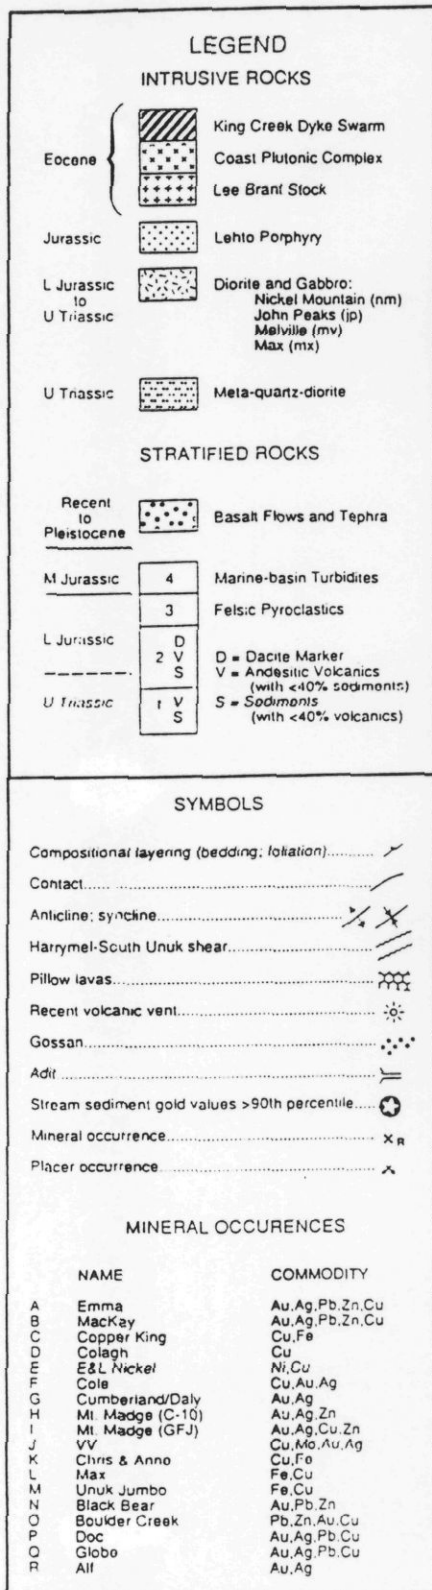 LEGEND
INTRUSIVE ROCKS
Eocene
King Creek Dyke Swarm
Coast Plutonic Complex
Lee Brant Stock
Jurassic Lehto Porphyry
L Jurassic to U Triassic
Diorite and Gabbro:
Nickel Mountain (nm)
John Peaks (jp)
Melville (mv)
Max (mx)
U Triassic Meta-quartz-diorite
STRATIFIED ROCKS
Recent to Pleistocene
Basalt Flows and Tephra
M Jurassic 4 Marine-basin Turbidites
3 Felsic Pyroclastics
L Jurassic
2 D V S
D = Dacite Marker
V = Andesitic Volcanics
(with <40% sediments)
U Triassic 1 V S
S = Sediments
(with <40% volcanics)
SYMBOLS
Compositional layering (bedding; foliation)
Contact
Anticline; syncline
Harrymel-South Unuk shear
Pillow lavas
Recent volcanic vent
Gossan
Adit
Stream sediment gold values >90th percentile
Mineral occurrence x R
Placer occurrence
MINERAL OCCURENCES
NAME COMMODITY
A Emma Au,Ag,Pb,Zn,Cu
B MacKay Au,Ag,Pb,Zn,Cu
C Copper King Cu,Fe
D Colagh Cu
E E&L Nickel Ni,Cu
F Cole Cu,Au,Ag
G Cumberland/Daly Au,Ag
H Mt. Madge (C-10) Au,Ag,Zn
I Mt. Madge (GFJ) Au,Ag,Cu,Zn
J VV Cu,Mo,Au,Ag
K Chris & Anno Cu,Fe
L Max Fe,Cu
M Unuk Jumbo Fe,Cu
N Black Bear Au,Pb,Zn
O Boulder Creek Pb,Zn,Au,Cu
P Doc Au,Ag,Pb,Cu
Q Globo Au,Ag,Pb,Cu
R Alf Au,Ag